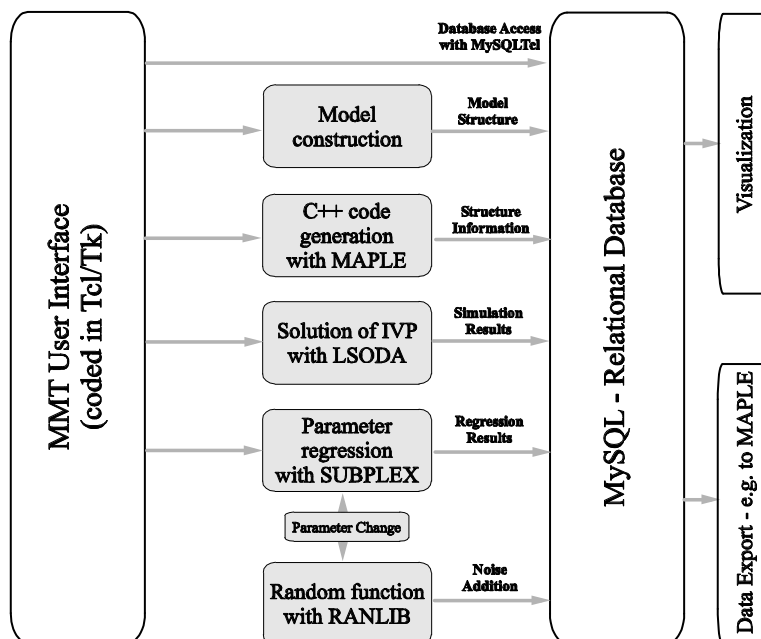 MMT User Interface
(coded in Tcl/Tk)
Database Access
with MySQLTcl
Model
construction
Model
Structure
C++ code
generation
with MAPLE
Structure
Information
Solution of IVP
with LSODA
Simulation
Results
Parameter
regression
with SUBPLEX
Regression
Results
Parameter Change
Random function
with RANLIB
Noise
Addition
MySQL - Relational Database
Visualization
Data Export - e.g. to MAPLE